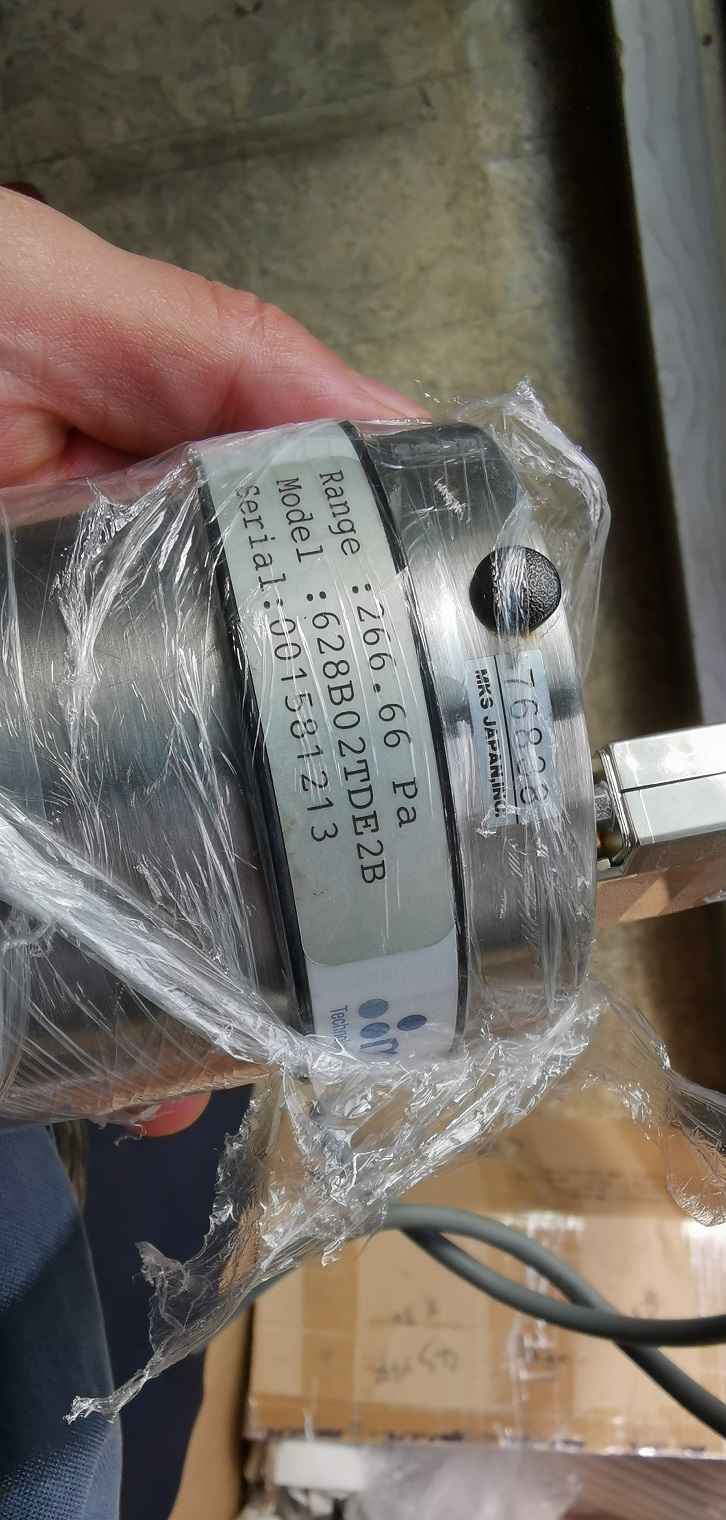 Range :266.66 Pa
Model :628B02TDE2B
Serial:001581213
MKS JAPAN,INC.